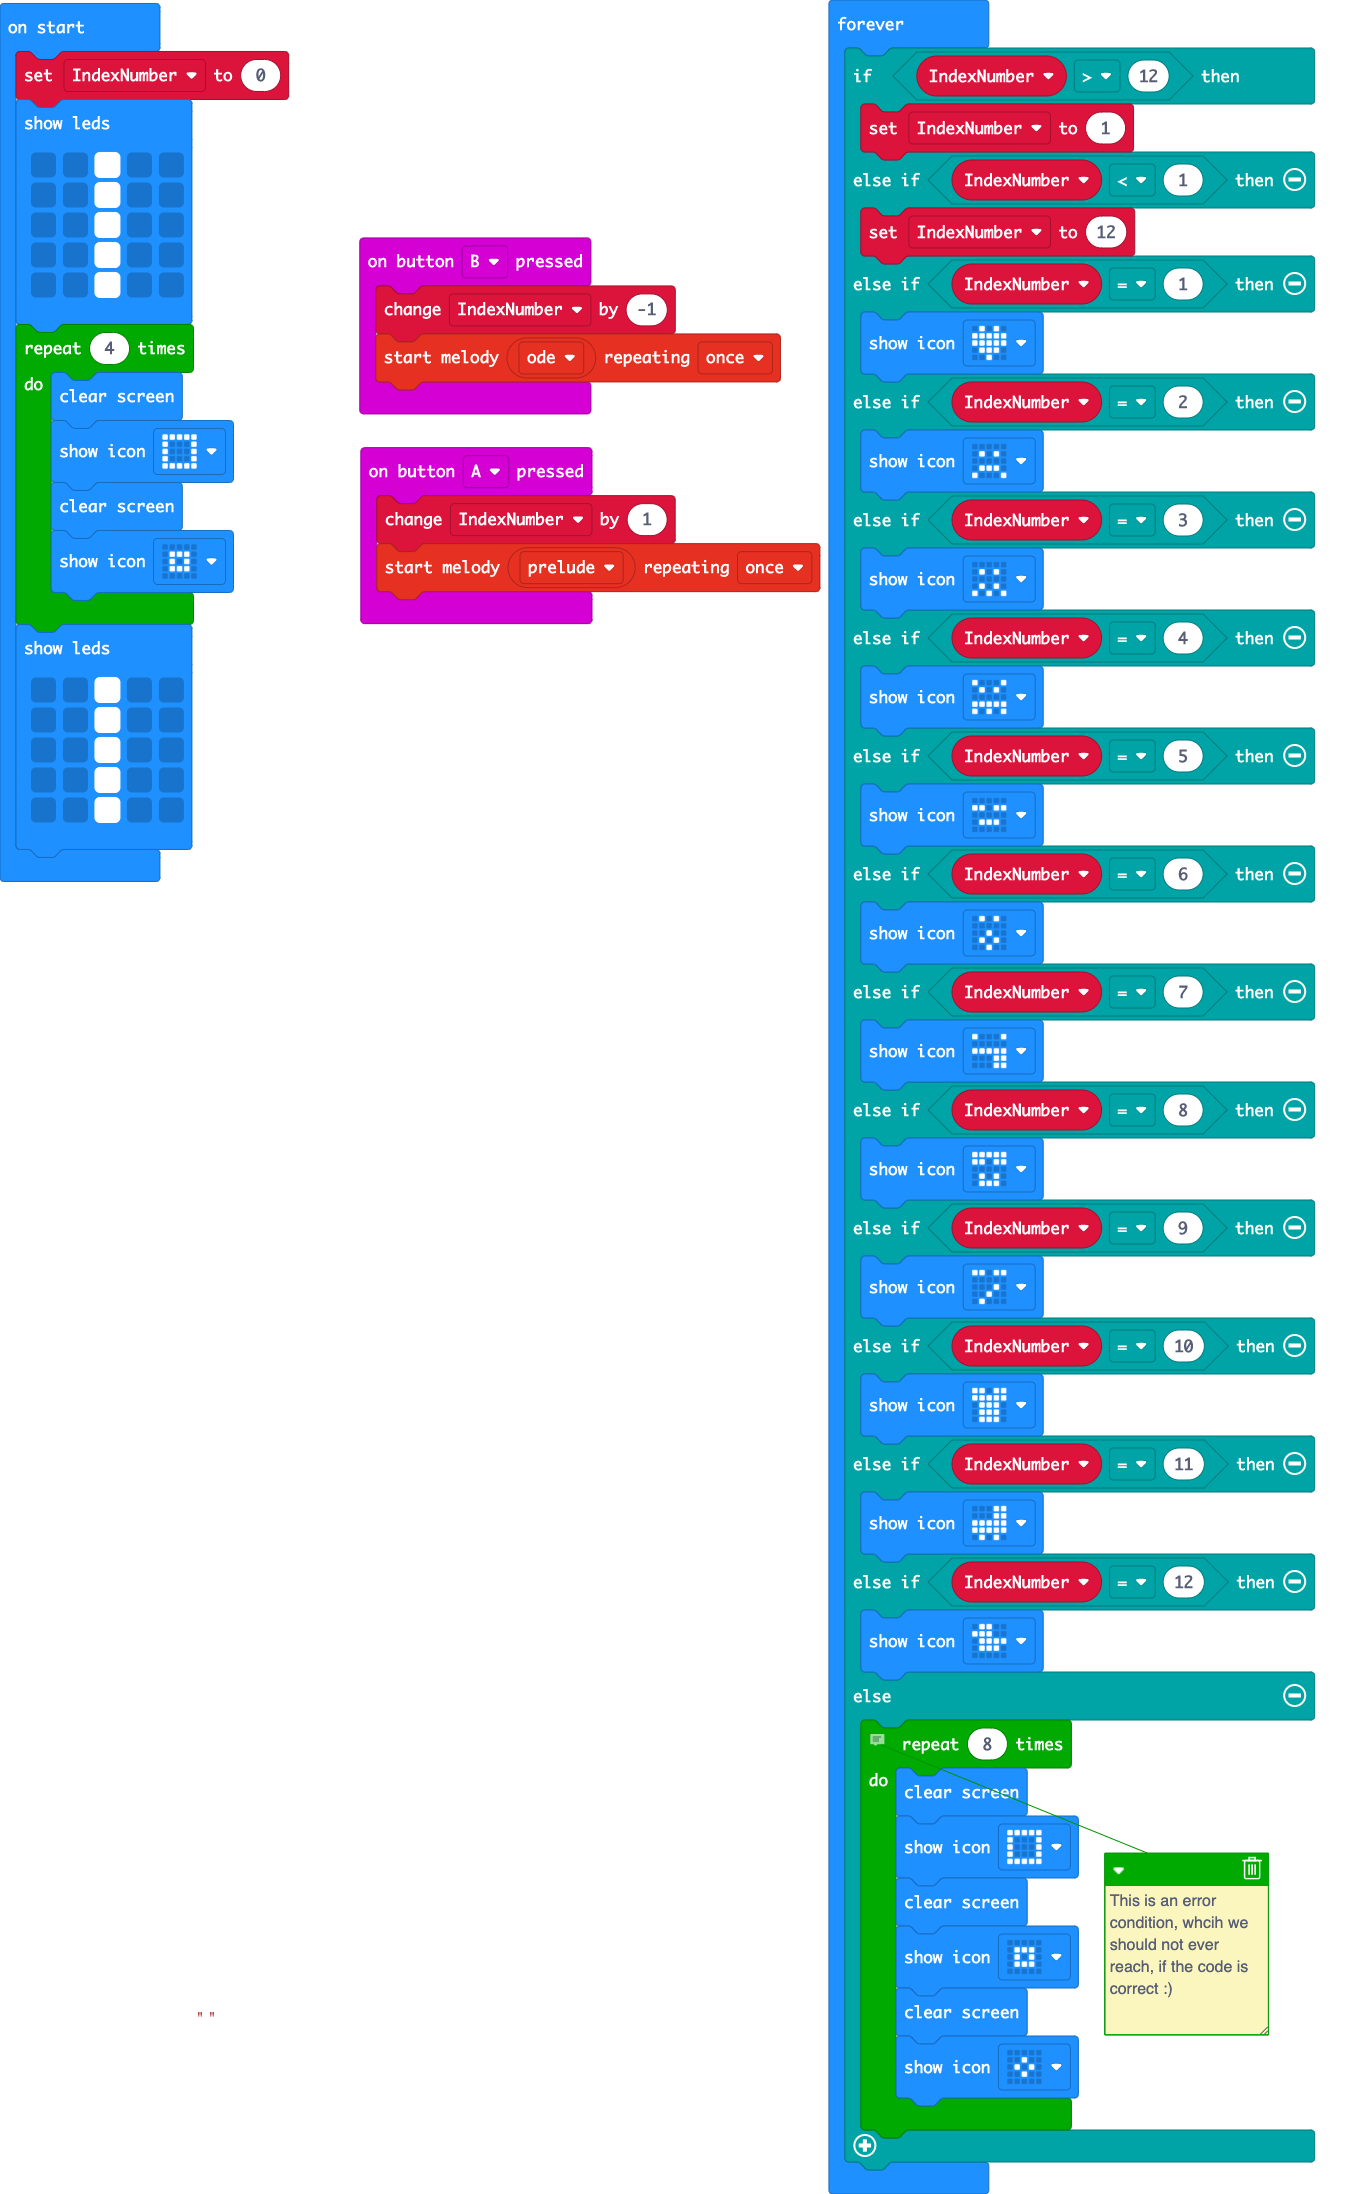 on start
set IndexNumber to 0
show leds
repeat 4 times
do
clear screen
show icon
clear screen
show icon
show leds
on button B pressed
change IndexNumber by -1
start melody ode repeating once
on button A pressed
change IndexNumber by 1
start melody prelude repeating once
forever
if IndexNumber > 12 then
set IndexNumber to 1
else if IndexNumber < 1 then
set IndexNumber to 12
else if IndexNumber = 1 then
show icon
else if IndexNumber = 2 then
show icon
else if IndexNumber = 3 then
show icon
else if IndexNumber = 4 then
show icon
else if IndexNumber = 5 then
show icon
else if IndexNumber = 6 then
show icon
else if IndexNumber = 7 then
show icon
else if IndexNumber = 8 then
show icon
else if IndexNumber = 9 then
show icon
else if IndexNumber = 10 then
show icon
else if IndexNumber = 11 then
show icon
else if IndexNumber = 12 then
show icon
else
repeat 8 times
do
clear screen
show icon
clear screen
show icon
clear screen
show icon
This is an error
condition, whcih we
should not ever
reach, if the code is
correct :)
" "